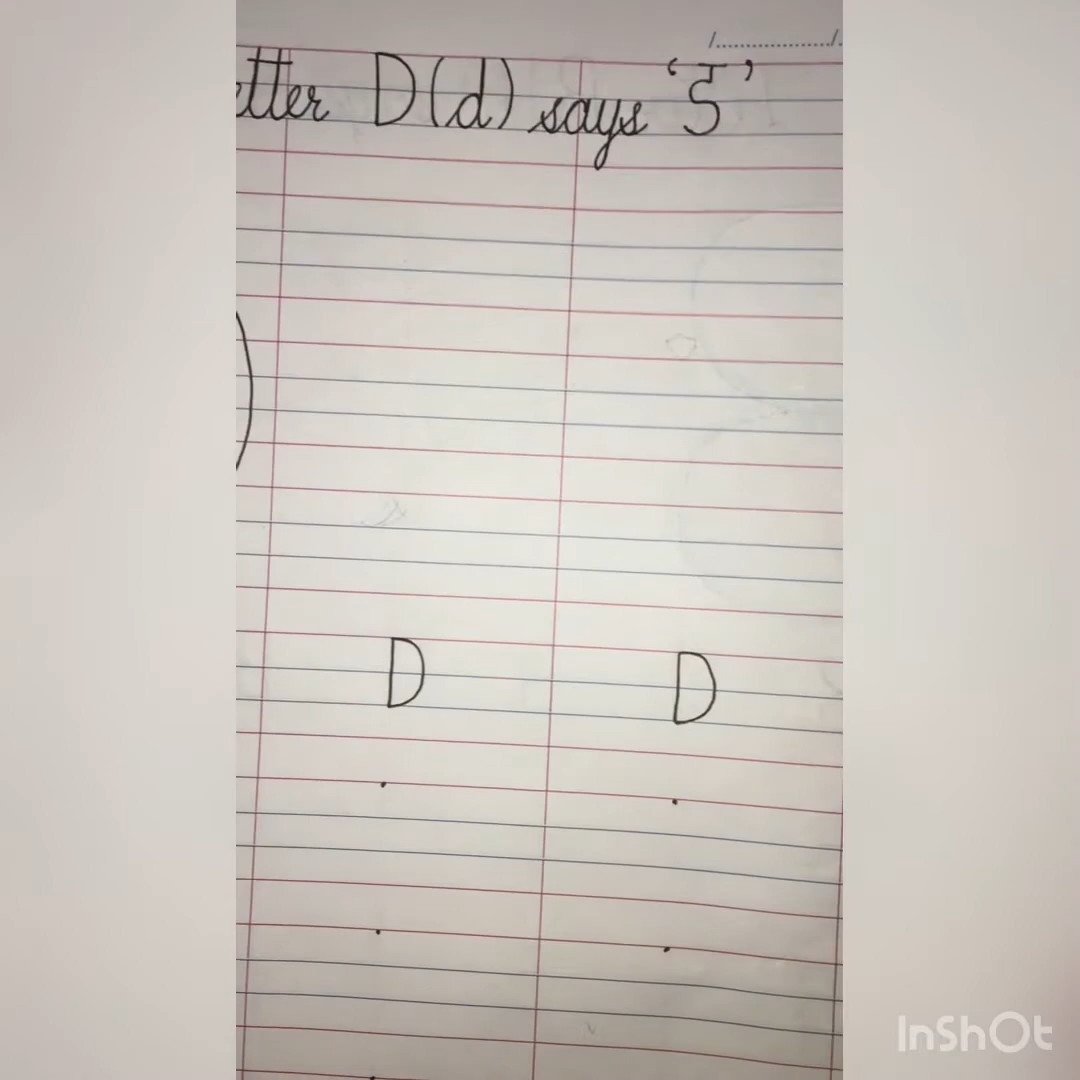 /..................../.
etter D(d) says ‘ड’
D D
InShOt